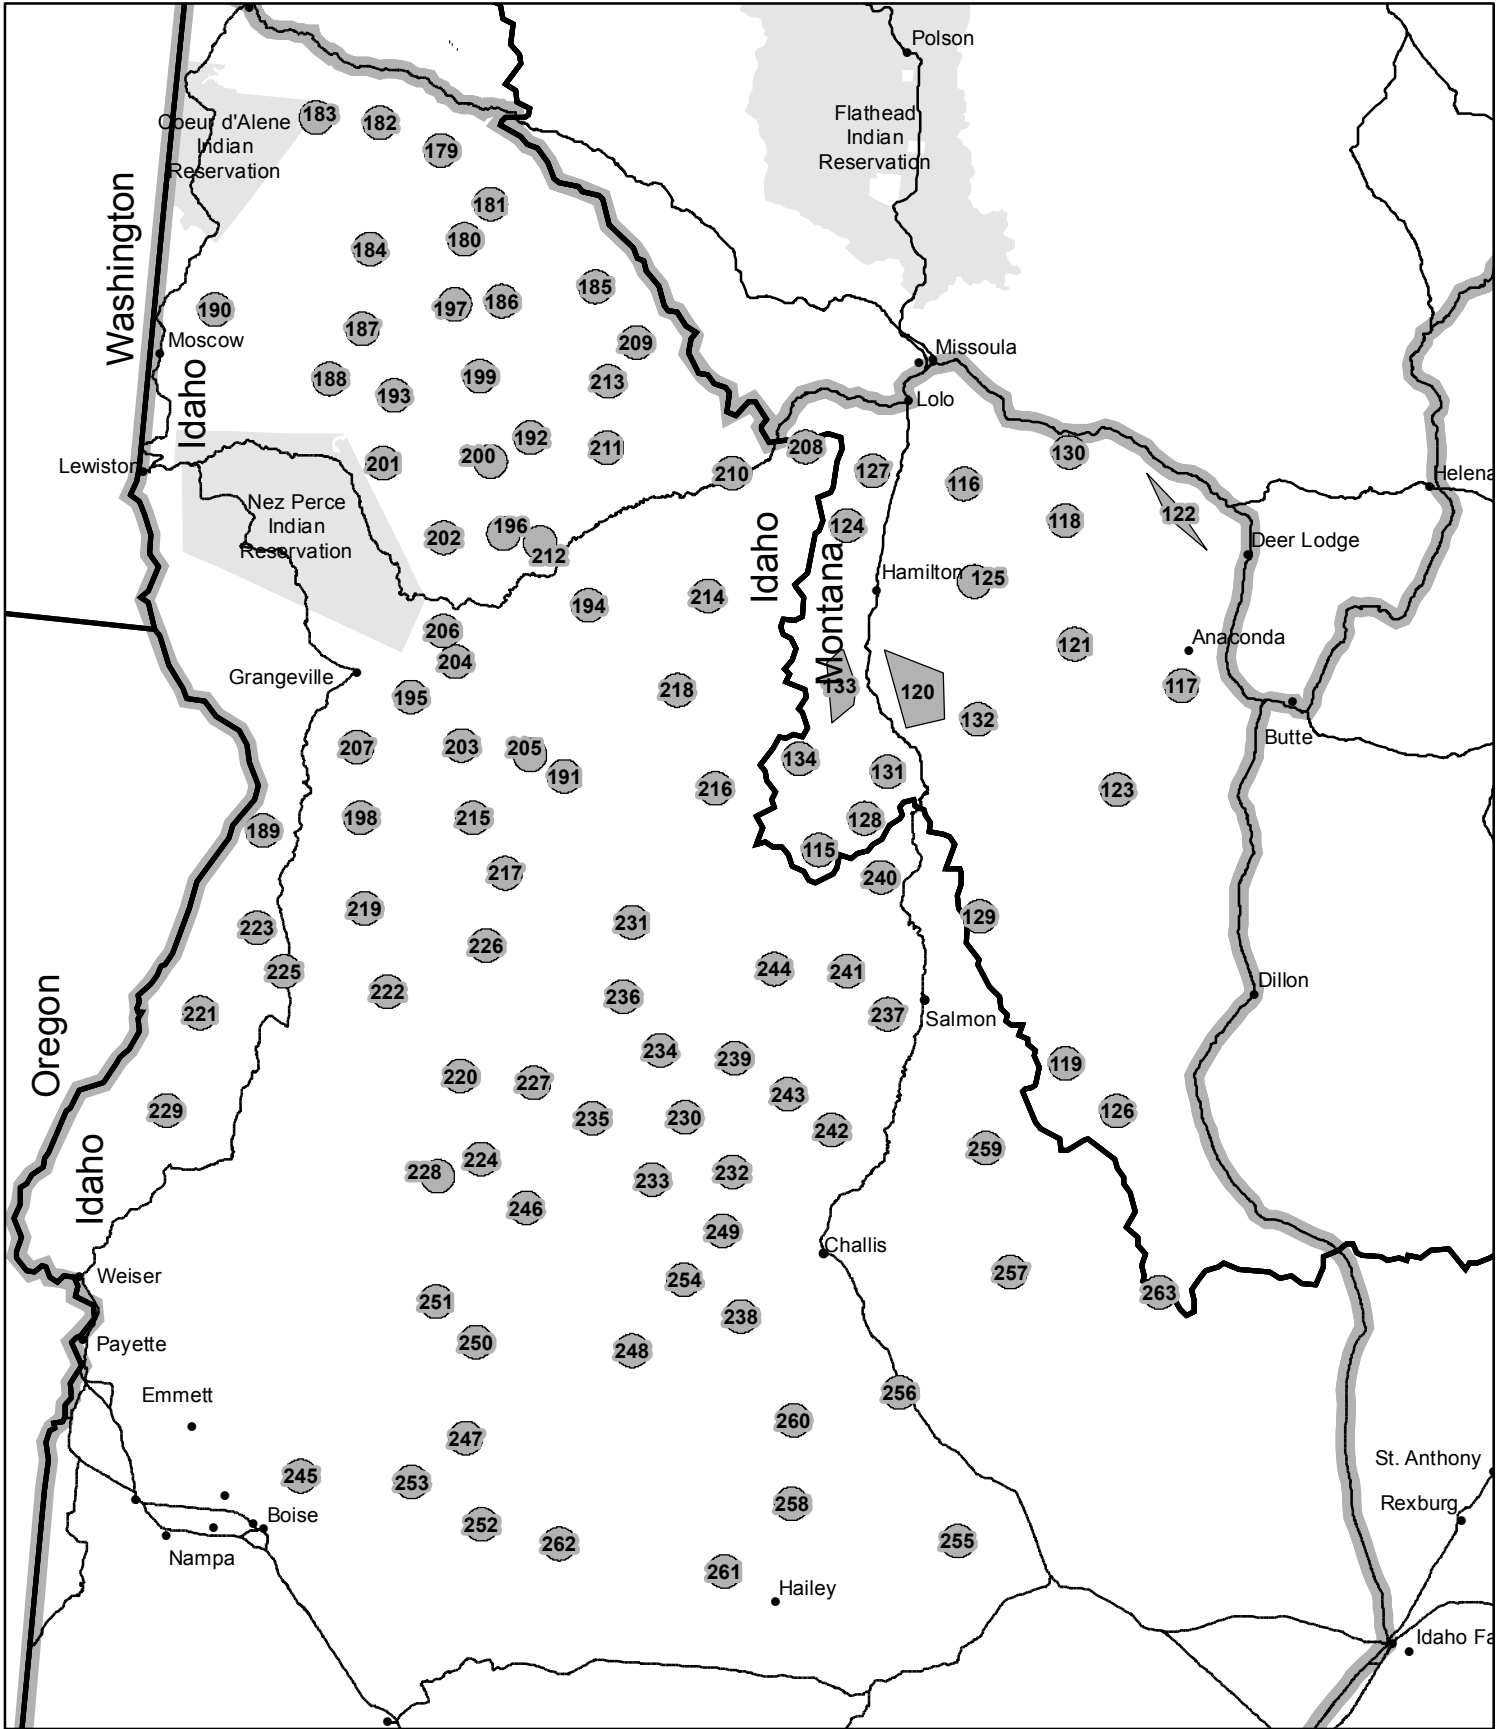 Polson
183
182
Coeur d'Alene
Indian
Reservation
Flathead
Indian
Reservation
179
181
180
184
Washington
185
186
197
190
187
Moscow
209
Missoula
188
199
213
193
Idaho
Lolo
192
208
211
130
200
201
Lewiston
210
127
116
Helena
Nez Perce
Indian
Reservation
122
118
124
196
202
212
Deer Lodge
Idaho
Montana
Hamilton
125
194
214
206
121
Anaconda
204
Grangeville
133
120
117
218
195
132
207
203
205
Butte
134
131
191
216
123
198
215
128
189
115
217
240
219
129
231
223
226
244
241
225
Dillon
222
236
221
237
Salmon
Oregon
234
239
119
220
227
243
229
126
235
230
242
259
224
228
233
232
Idaho
246
249
Challis
257
Weiser
254
263
251
238
250
Payette
248
256
Emmett
260
247
St. Anthony
245
253
258
Rexburg
Boise
252
255
262
Nampa
261
Hailey
Idaho Fa